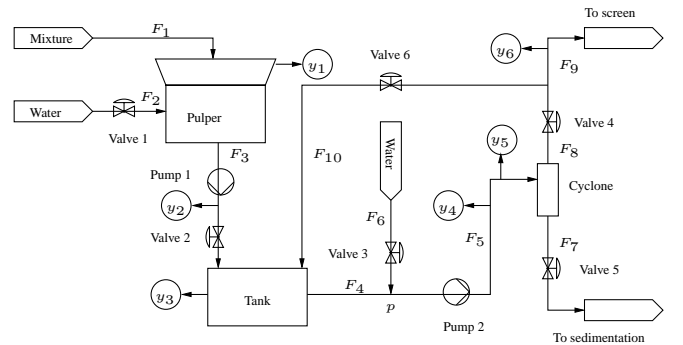 To screen
Mixture
F1
y1
Valve 6
y6
F9
Water
F2
Valve 1
Pulper
Valve 4
F3
F10
Water
y5
F8
Pump 1
Cyclone
y2
F6
y4
Valve 2
Valve 3
F5
F7
Valve 5
y3
Tank
F4
p
Pump 2
To sedimentation